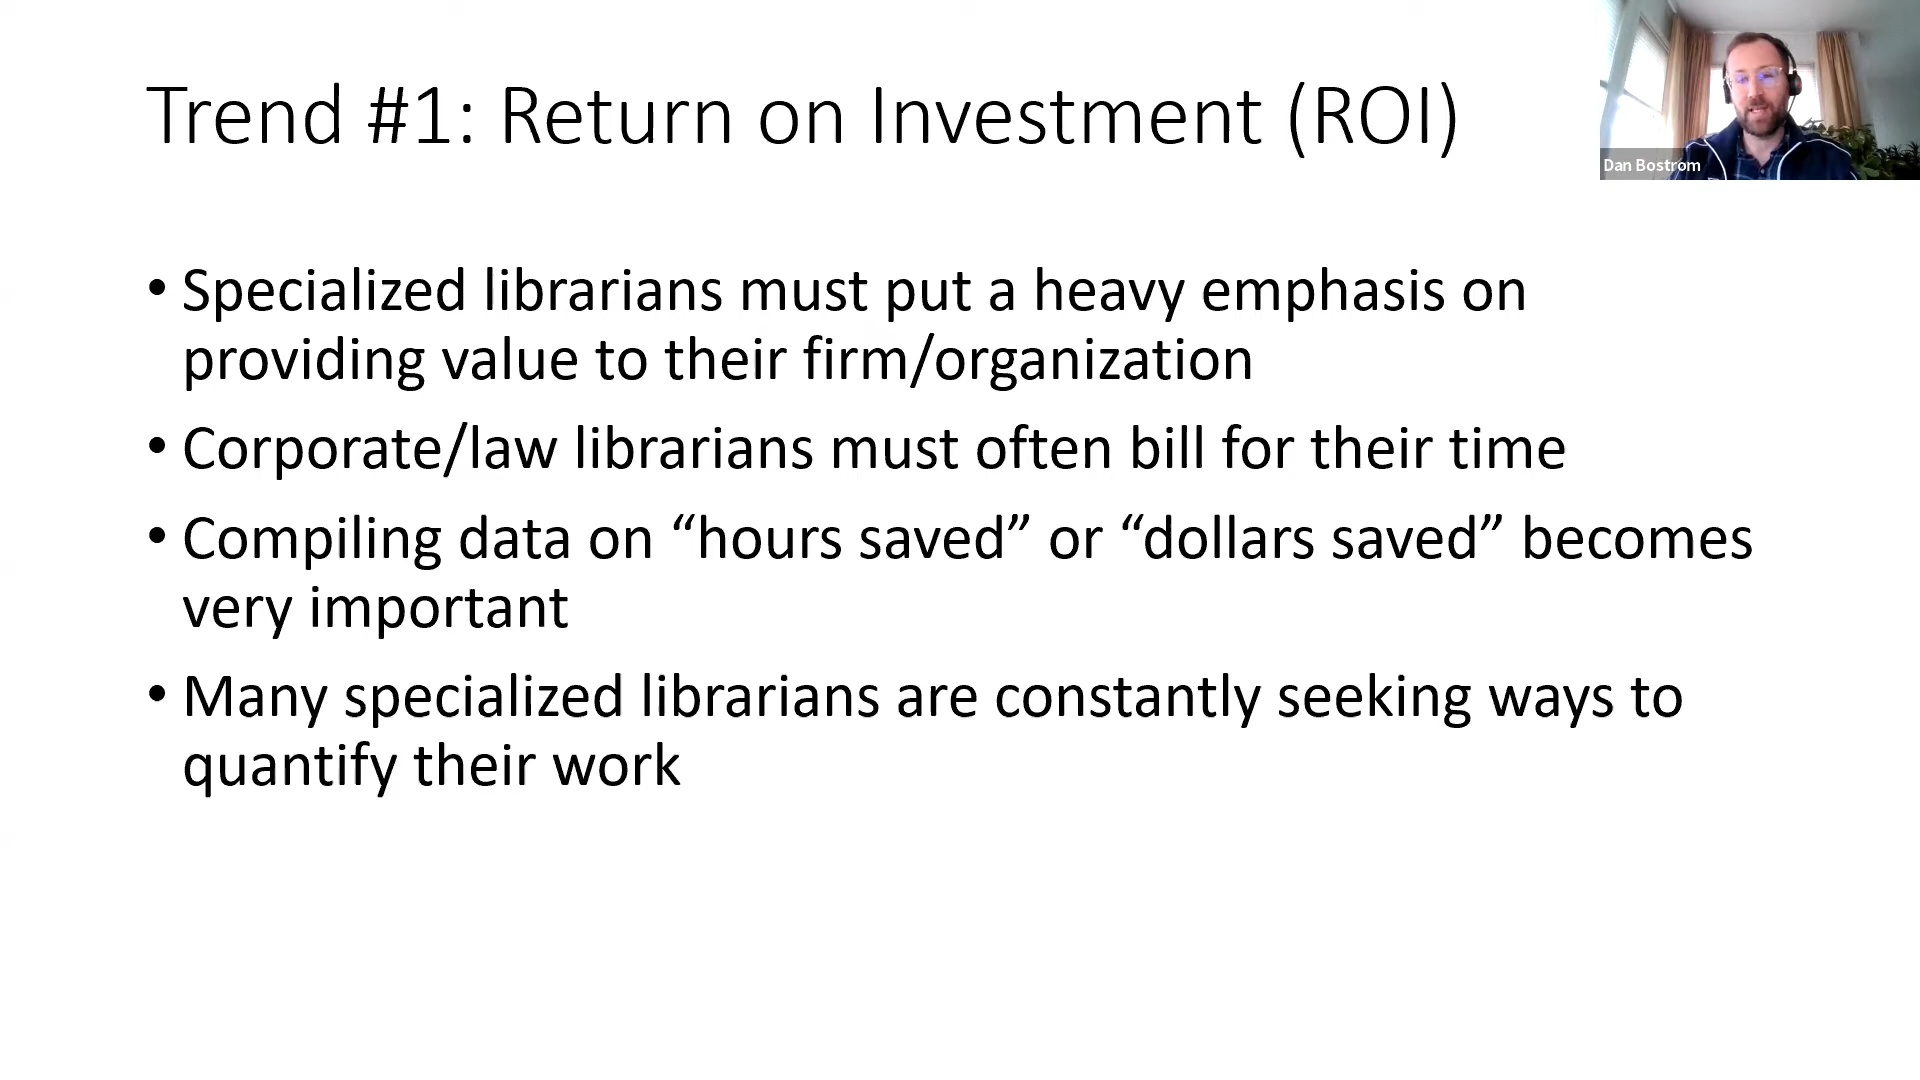 Trend #1: Return on Investment (ROI)
Dan Bostrom
• Specialized librarians must put a heavy emphasis on
providing value to their firm/organization
• Corporate/law librarians must often bill for their time
• Compiling data on “hours saved” or “dollars saved” becomes
very important
• Many specialized librarians are constantly seeking ways to
quantify their work